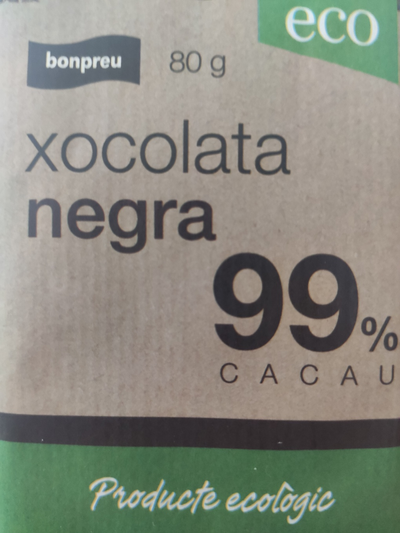 eco
bonpreu 80 g
xocolata
negra
99%
CACAU
Producte ecològic